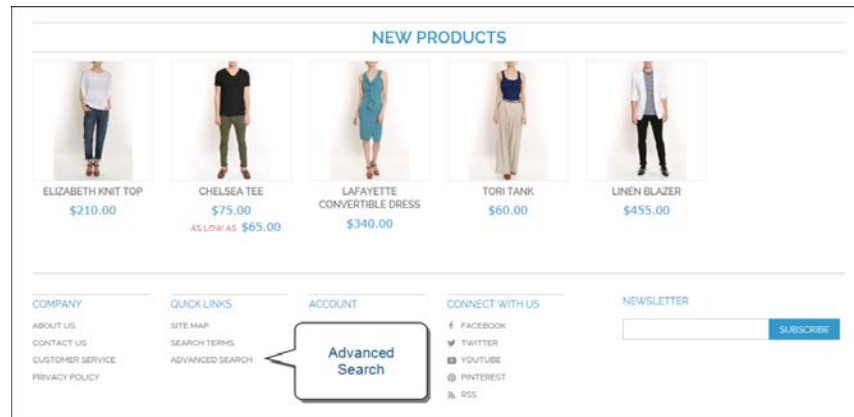 NEW PRODUCTS
ELIZABETH KNIT TOP
$210.00
CHELSEA TEE
$75.00
AS LOW AS $65.00
LAFAYETTE
CONVERTIBLE DRESS
$340.00
TORI TANK
$60.00
LINEN BLAZER
$455.00
COMPANY
ABOUT US
CONTACT US
CUSTOMER SERVICE
PRIVACY POLICY
QUICK LINKS
SITE MAP
SEARCH TERMS
ADVANCED SEARCH
ACCOUNT
Advanced
Search
CONNECT WITH US
FACEBOOK
TWITTER
YOUTUBE
PINTEREST
RSS
NEWSLETTER
SUBSCRIBE